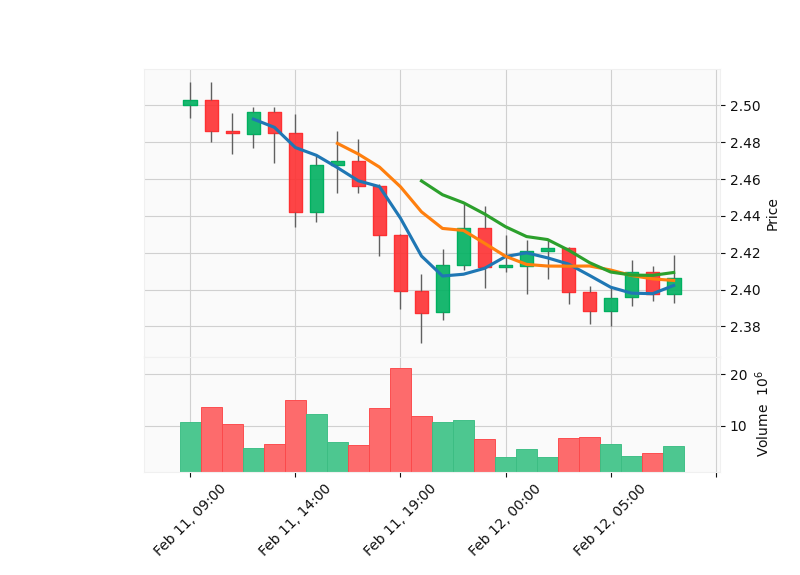 2.50
2.48
2.46
2.44
2.42
2.40
2.38
Price
20
10
Volume 10^6
Feb 11, 09:00
Feb 11, 14:00
Feb 11, 19:00
Feb 12, 00:00
Feb 12, 05:00